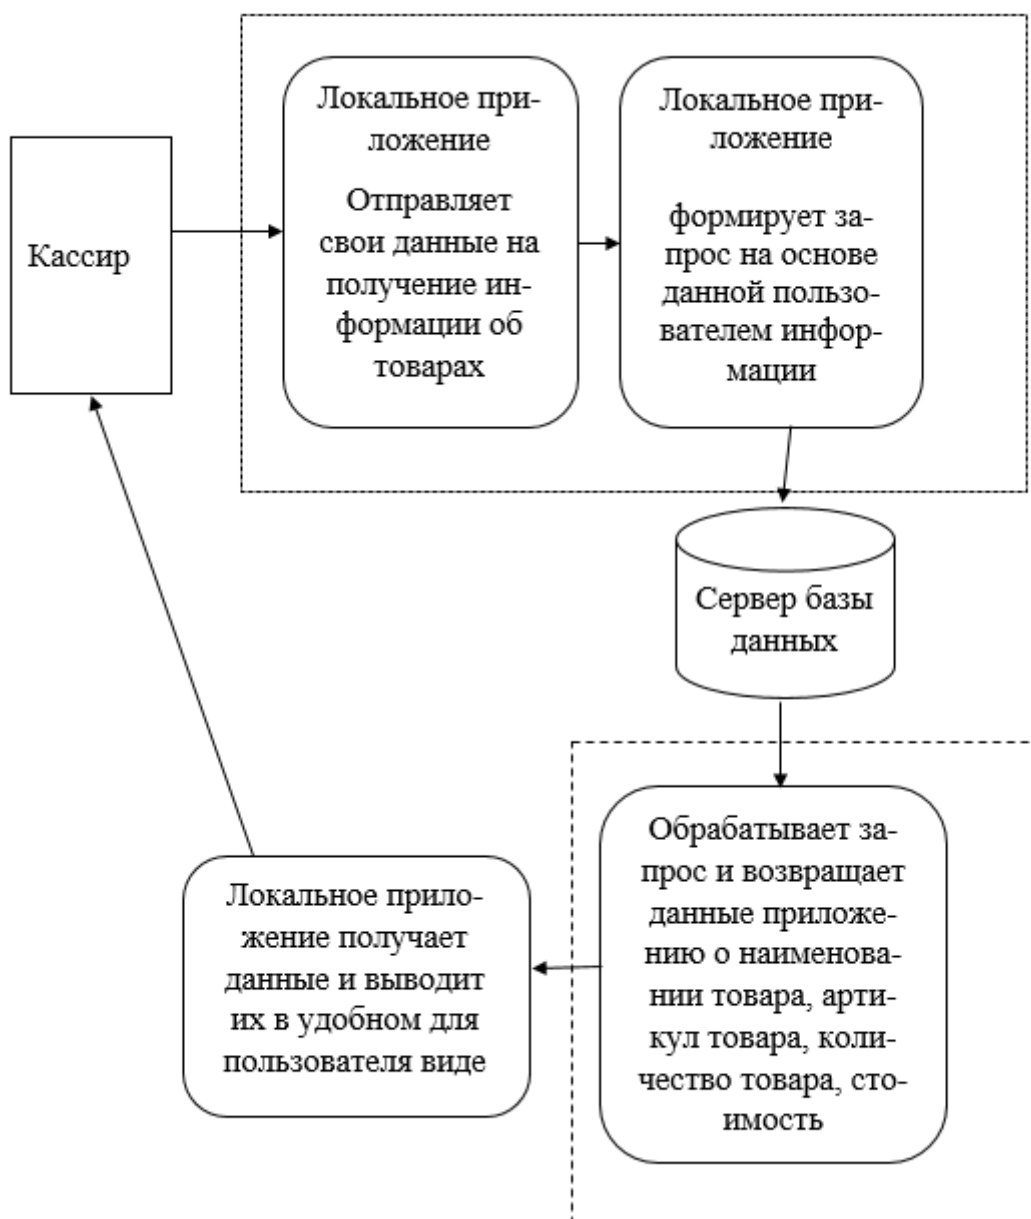 Кассир
Локальное при-
ложение
Отправляет
свои данные на
получение ин-
формации об
товарах
Локальное при-
ложение
формирует за-
прос на основе
данной пользо-
вателем инфор-
мации
Сервер базы
данных
Обрабатывает за-
прос и возвращает
данные приложе-
нию о наименова-
нии товара, арти-
кул товара, коли-
чество товара, сто-
имость
Локальное прило-
жение получает
данные и выводит
их в удобном для
пользователя виде